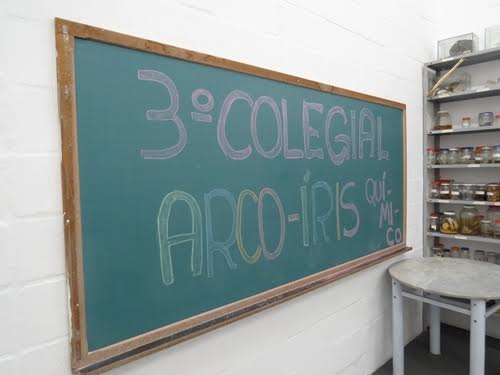 3º COLEGIAL
ARCO-ÍRIS QUÍ-
MI-
CO